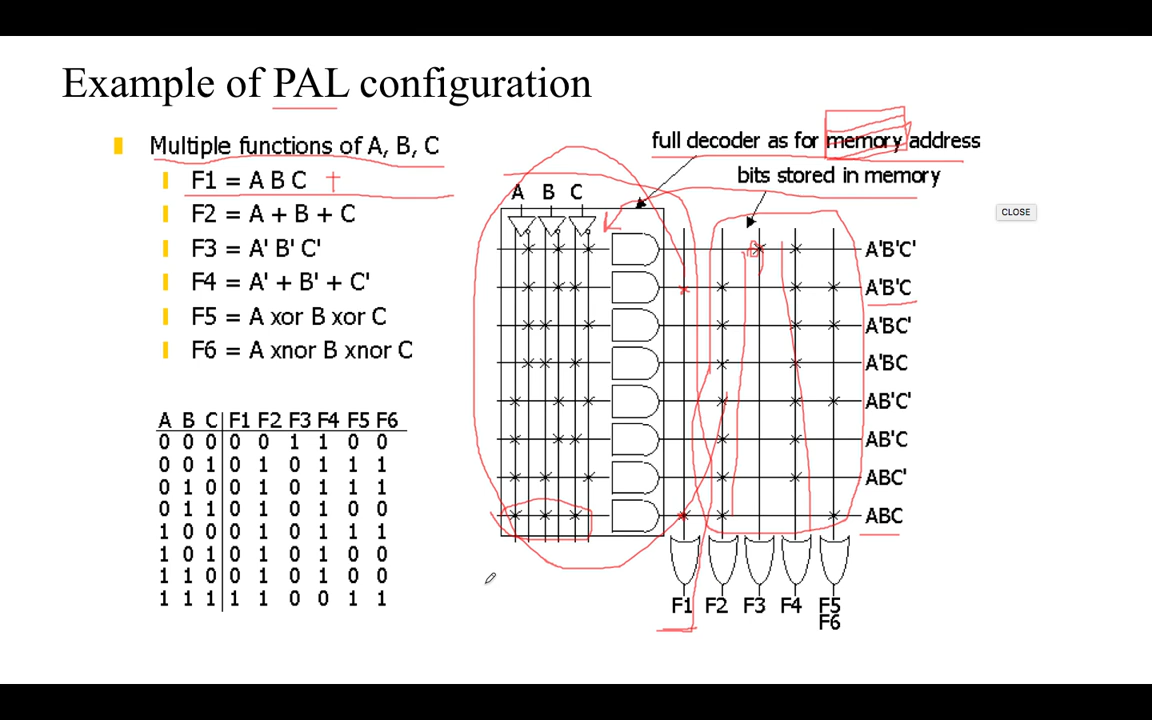 Example of PAL configuration
Multiple functions of A, B, C
F1 = A B C +
F2 = A + B + C
F3 = A' B' C'
F4 = A' + B' + C'
F5 = A xor B xor C
F6 = A xnor B xnor C
A B C F1 F2 F3 F4 F5 F6
0 0 0 0 0 1 1 0 0
0 0 1 0 1 0 1 1 1
0 1 0 0 1 0 1 1 1
0 1 1 0 1 0 1 0 0
1 0 0 0 1 0 1 1 1
1 0 1 0 1 0 1 0 0
1 1 0 0 1 0 1 0 0
1 1 1 1 1 0 0 1 1
full decoder as for memory address
bits stored in memory
CLOSE
A B C
A'B'C'
A'B'C
A'BC'
A'BC
AB'C'
AB'C
ABC'
ABC
F1 F2 F3 F4 F5
F6